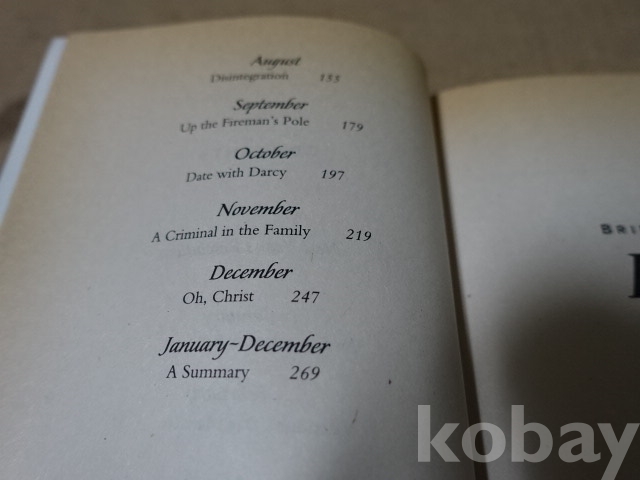 August
Disintegration 155
September
Up the Fireman's Pole 179
October
Date with Darcy 197
November
A Criminal in the Family 219
December
Oh, Christ 247
January–December
A Summary 269
BRI
kobay